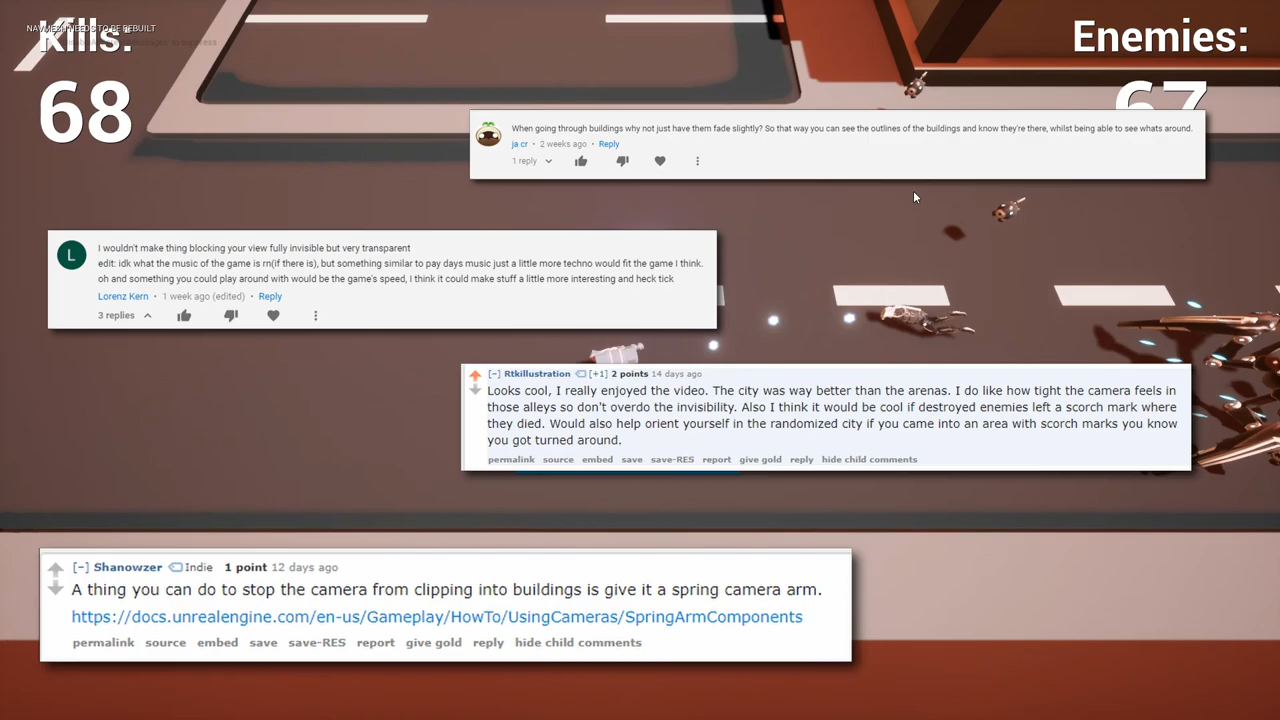 NAVMESH NEEDS TO BE REBUILT
Kills:
68
Enemies:
67
When going through buildings why not just have them fade slightly? So that way you can see the outlines of the buildings and know they're there, whilst being able to see whats around.
ja cr • 2 weeks ago • Reply
1 reply
L
I wouldn't make thing blocking your view fully invisible but very transparent
edit: idk what the music of the game is rn(if there is), but something similar to pay days music just a little more techno would fit the game I think.
oh and something you could play around with would be the game's speed, I think it could make stuff a little more interesting and heck tick
Lorenz Kern • 1 week ago (edited) • Reply
3 replies
[-] Rtkillustration [+1] 2 points 14 days ago
Looks cool, I really enjoyed the video. The city was way better than the arenas. I do like how tight the camera feels in
those alleys so don't overdo the invisibility. Also I think it would be cool if destroyed enemies left a scorch mark where
they died. Would also help orient yourself in the randomized city if you came into an area with scorch marks you know
you got turned around.
permalink source embed save save-RES report give gold reply hide child comments
[-] Shanowzer Indie 1 point 12 days ago
A thing you can do to stop the camera from clipping into buildings is give it a spring camera arm.
https://docs.unrealengine.com/en-us/Gameplay/HowTo/UsingCameras/SpringArmComponents
permalink source embed save save-RES report give gold reply hide child comments